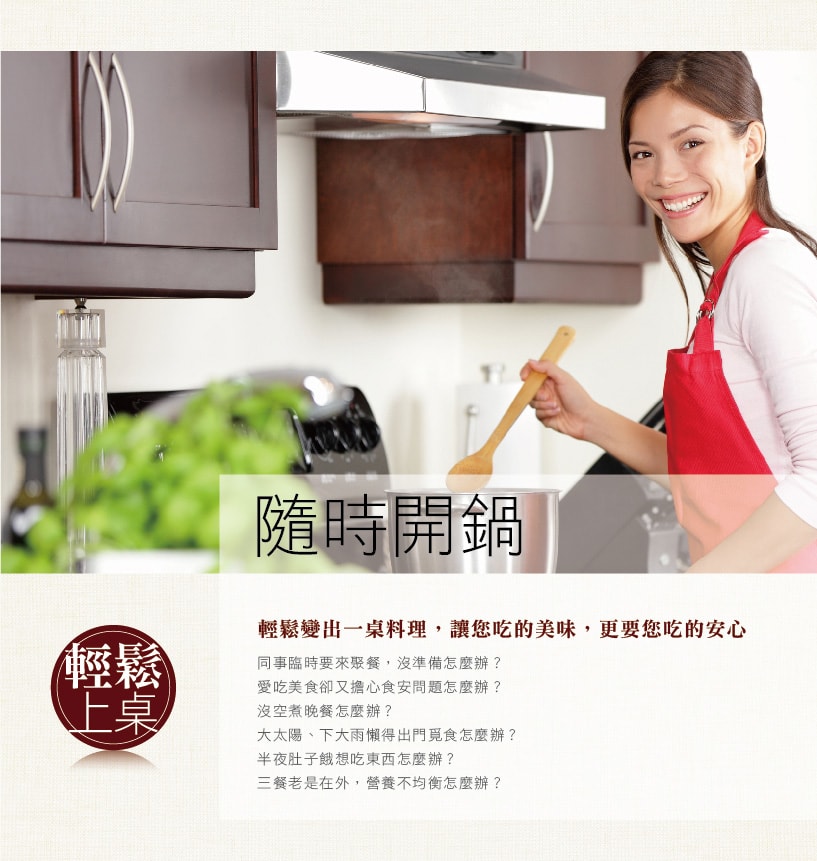 隨時開鍋
輕鬆變出一桌料理，讓您吃的美味，更要您吃的安心
輕鬆
上桌
同事臨時要來聚餐，沒準備怎麼辦？
愛吃美食卻又擔心食安問題怎麼辦？
沒空煮晚餐怎麼辦？
大太陽、下大雨懶得出門覓食怎麼辦？
半夜肚子餓想吃東西怎麼辦？
三餐老是在外，營養不均衡怎麼辦？